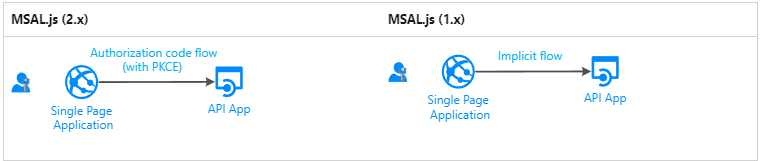 MSAL.js (2.x)
MSAL.js (1.x)
Authorization code flow
(with PKCE)
Single Page
Application
API App
Implicit flow
Single Page
Application
API App